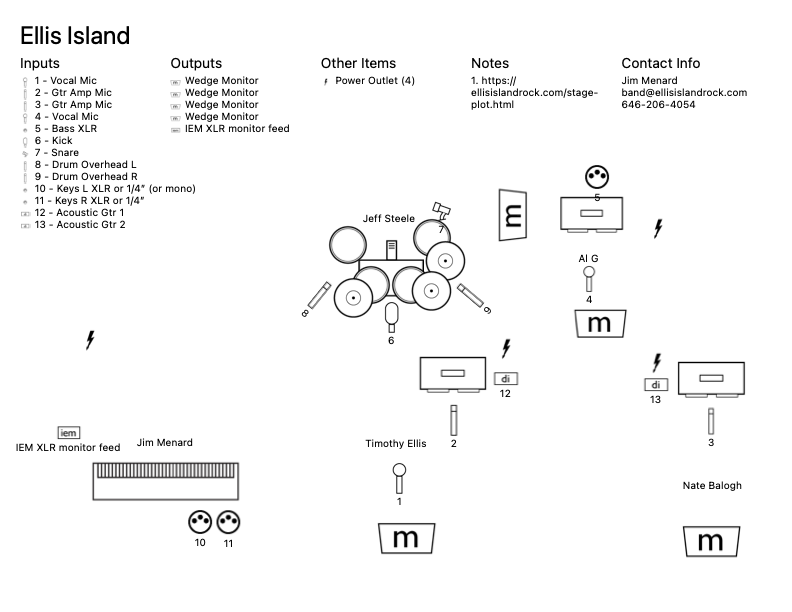 Ellis Island
Inputs
1 - Vocal Mic
2 - Gtr Amp Mic
3 - Gtr Amp Mic
4 - Vocal Mic
5 - Bass XLR
6 - Kick
7 - Snare
8 - Drum Overhead L
9 - Drum Overhead R
10 - Keys L XLR or 1/4” (or mono)
11 - Keys R XLR or 1/4”
12 - Acoustic Gtr 1
13 - Acoustic Gtr 2
Outputs
Wedge Monitor
Wedge Monitor
Wedge Monitor
Wedge Monitor
IEM XLR monitor feed
Other Items
Power Outlet (4)
Notes
1. https://
ellisislandrock.com/stage-
plot.html
Contact Info
Jim Menard
band@ellisislandrock.com
646-206-4054
5
m
Jeff Steele
7
Al G
4
m
8
9
6
di
12
di
13
2
3
iem
IEM XLR monitor feed
Jim Menard
Timothy Ellis
1
Nate Balogh
10
11
m
m